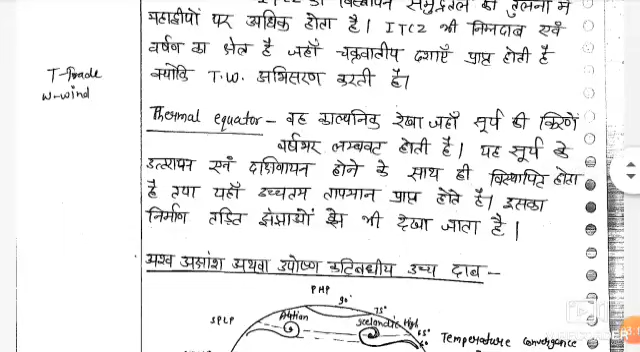 ITCZ का विस्थापन समुद्रतल की तुलना में
महाद्वीपों पर अधिक होता है। ITCZ भी निम्नदाब एवं
वर्षण का क्षेत्र है जहाँ चक्रवातीय दशाएँ प्राप्त होती है
क्योंकि T.W. अभिसरण करती है।
T-Trade
W-wind
Thermal equator - वह काल्पनिक रेखा जहाँ सूर्य की किरणें
वर्षभर लम्बवत होती है। यह सूर्य के
उत्तरायन एवं दक्षिणायन होने के साथ ही विस्थापित होता
है तथा यहाँ उच्चतम तापमान प्राप्त होते हैं। इसका
निर्माण तड़ित झंझाओं में भी देखा जाता है।
अश्व अक्षांश अथवा उपोष्ण कटिबंधीय उच्च दाब -
PHP
90°
75°
SPLP
Icelandic High
65°
Temperature convergance